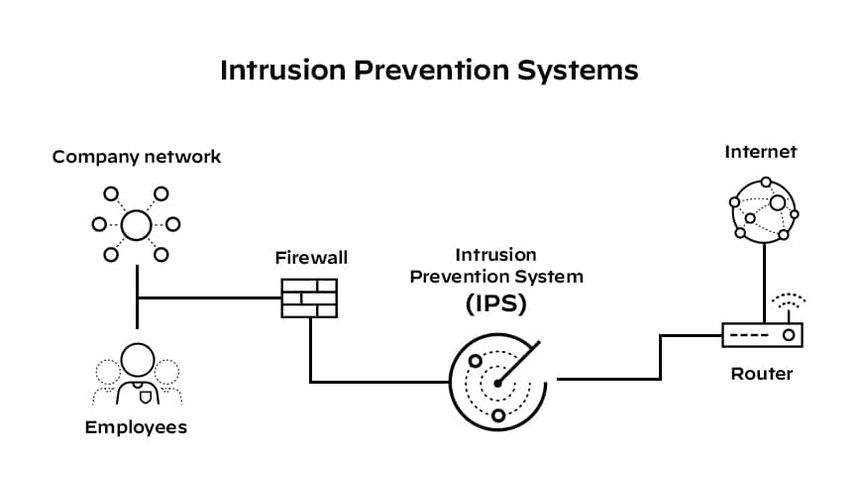 Intrusion Prevention Systems
Company network
Internet
Firewall
Intrusion
Prevention System
(IPS)
Router
Employees